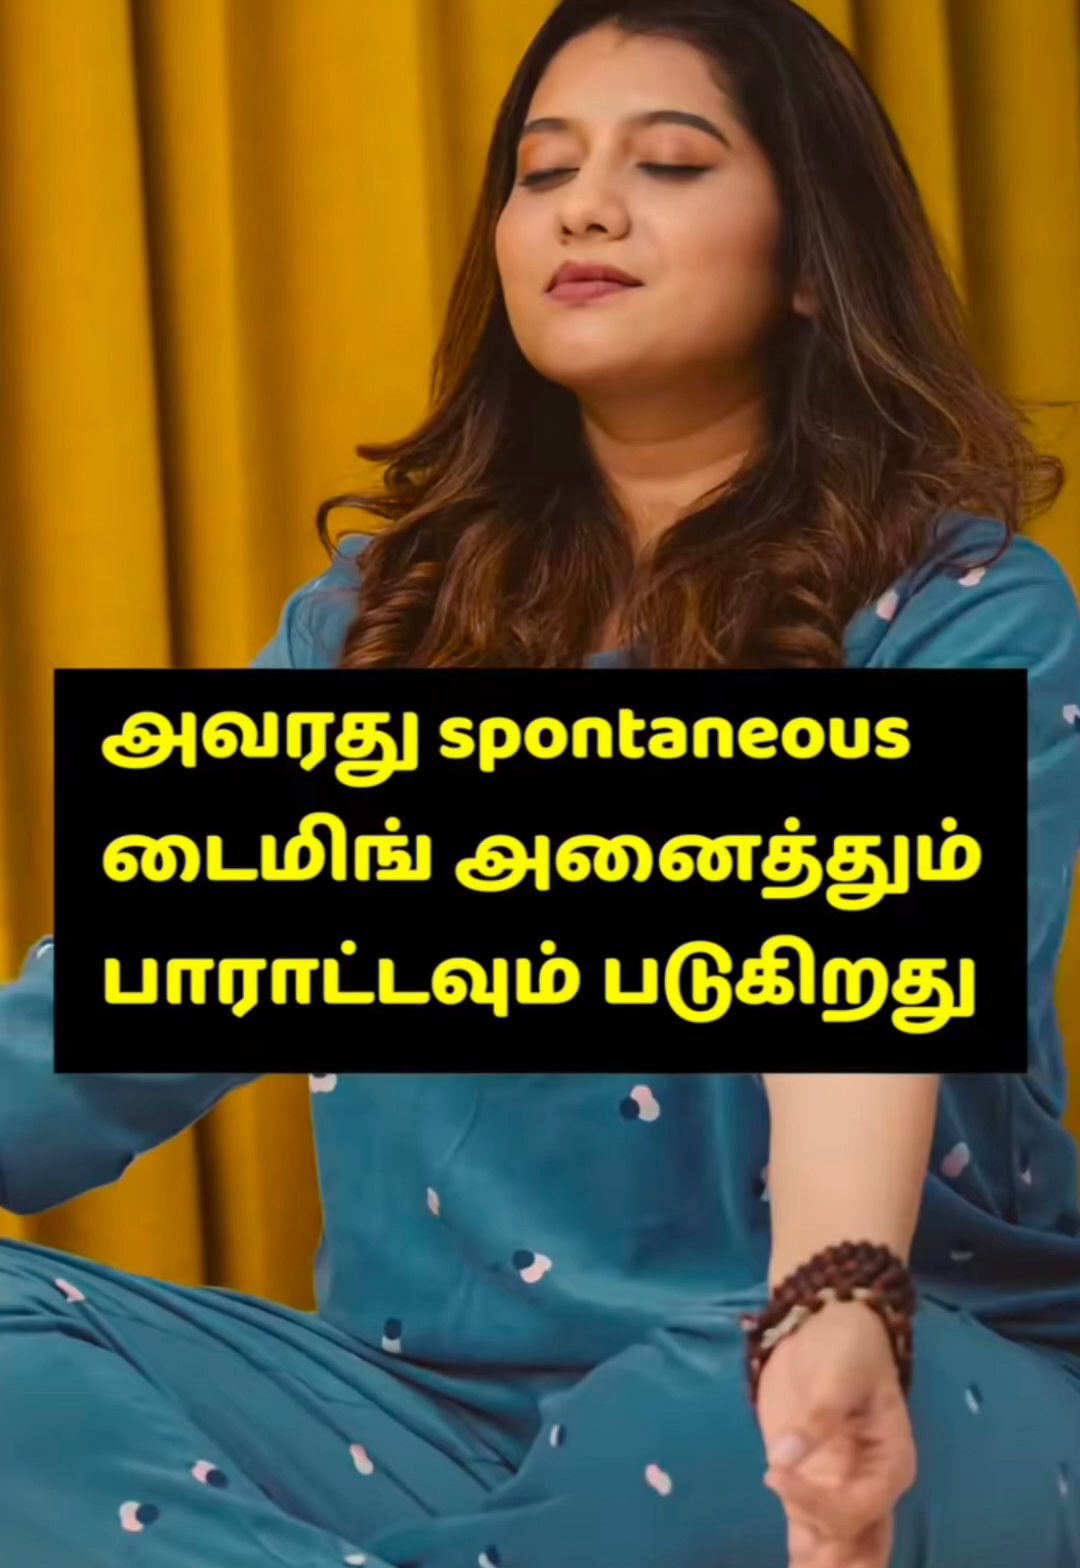 அவரது spontaneous
டைமிங் அனைத்தும்
பாராட்டவும் படுகிறது